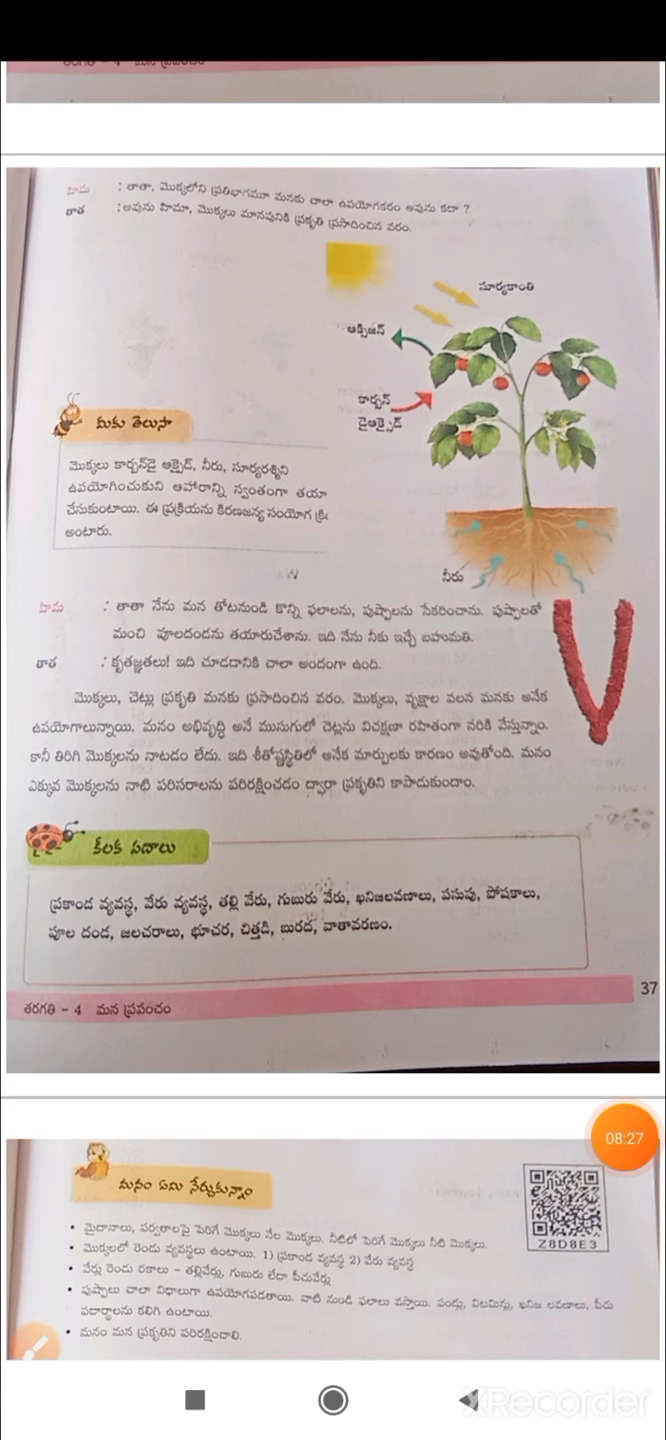 తరగతి - 4 మన ప్రపంచం
హిమ : తాతా, మొక్కలోని ప్రతిభాగమూ మనకు చాలా ఉపయోగకరం అవును కదా ?
తాత : అవును హిమా, మొక్కలు మానవునికి ప్రకృతి ప్రసాదించిన వరం.
సూర్యకాంతి
ఆక్సిజన్
కార్బన్
డైఆక్సైడ్
మీకు తెలుసా
మొక్కలు కార్బన్‌డై ఆక్సైడ్, నీరు, సూర్యరశ్మిని
ఉపయోగించుకుని ఆహారాన్ని స్వంతంగా తయా
చేసుకుంటాయి. ఈ ప్రక్రియను కిరణజన్య సంయోగ క్రి
అంటారు.
నీరు
హిమ : తాతా నేను మన తోటనుండి కొన్ని ఫలాలను, పుష్పాలను సేకరించాను. పుష్పాలతో
మంచి పూలదండను తయారుచేశాను. ఇది నేను నీకు ఇచ్చే బహుమతి.
తాత : కృతజ్ఞతలు! ఇది చూడడానికి చాలా అందంగా ఉంది.
మొక్కలు, చెట్లు ప్రకృతి మనకు ప్రసాదించిన వరం. మొక్కలు, వృక్షాల వలన మనకు అనేక
ఉపయోగాలున్నాయి. మనం అభివృద్ధి అనే ముసుగులో చెట్లను విచక్షణా రహితంగా నరికి వేస్తున్నాం.
కానీ తిరిగి మొక్కలను నాటడం లేదు. ఇది శీతోష్ణస్థితిలో అనేక మార్పులకు కారణం అవుతోంది. మనం
ఎక్కువ మొక్కలను నాటి పరిసరాలను పరిరక్షించడం ద్వారా ప్రకృతిని కాపాడుకుందాం.
కీలక పదాలు
ప్రకాండ వ్యవస్థ, వేరు వ్యవస్థ, తల్లి వేరు, గుబురు వేరు, ఖనిజలవణాలు, పసుపు, పోషకాలు,
పూల దండ, జలచరాలు, భూచర, చిత్తడి, బురద, వాతావరణం.
37
తరగతి - 4 మన ప్రపంచం
08:27
మనం ఏమి నేర్చుకున్నాం
Z8D8E3
• మైదానాలు, పర్వతాలపై పెరిగే మొక్కలు నేల మొక్కలు. నీటిలో పెరిగే మొక్కలు నీటి మొక్కలు.
• మొక్కలలో రెండు వ్యవస్థలు ఉంటాయి. 1) ప్రకాండ వ్యవస్థ 2) వేరు వ్యవస్థ
• వేర్లు రెండు రకాలు - తల్లివేర్లు, గుబురు లేదా పీచువేర్లు
• పుష్పాలు చాలా విధాలుగా ఉపయోగపడతాయి. వాటి నుండి ఫలాలు వస్తాయి. పండ్లు, విటమిన్లు, ఖనిజ లవణాలు, పీచు
పదార్థాలను కలిగి ఉంటాయి.
• మనం మన ప్రకృతిని పరిరక్షించాలి.
XRecorder